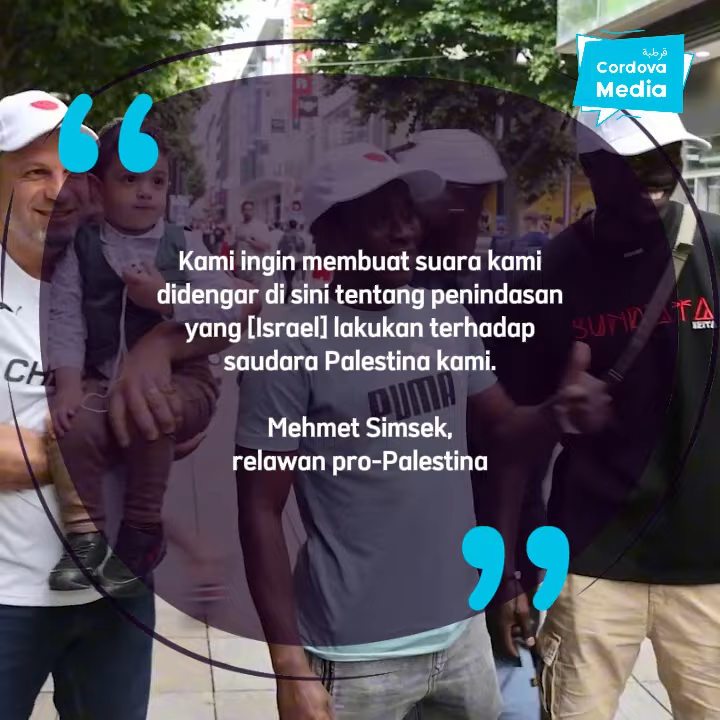 قرطبة
Cordova
Media
Kami ingin membuat suara kami
didengar di sini tentang penindasan
yang [Israel] lakukan terhadap
saudara Palestina kami.
Mehmet Simsek,
relawan pro-Palestina
PUMA